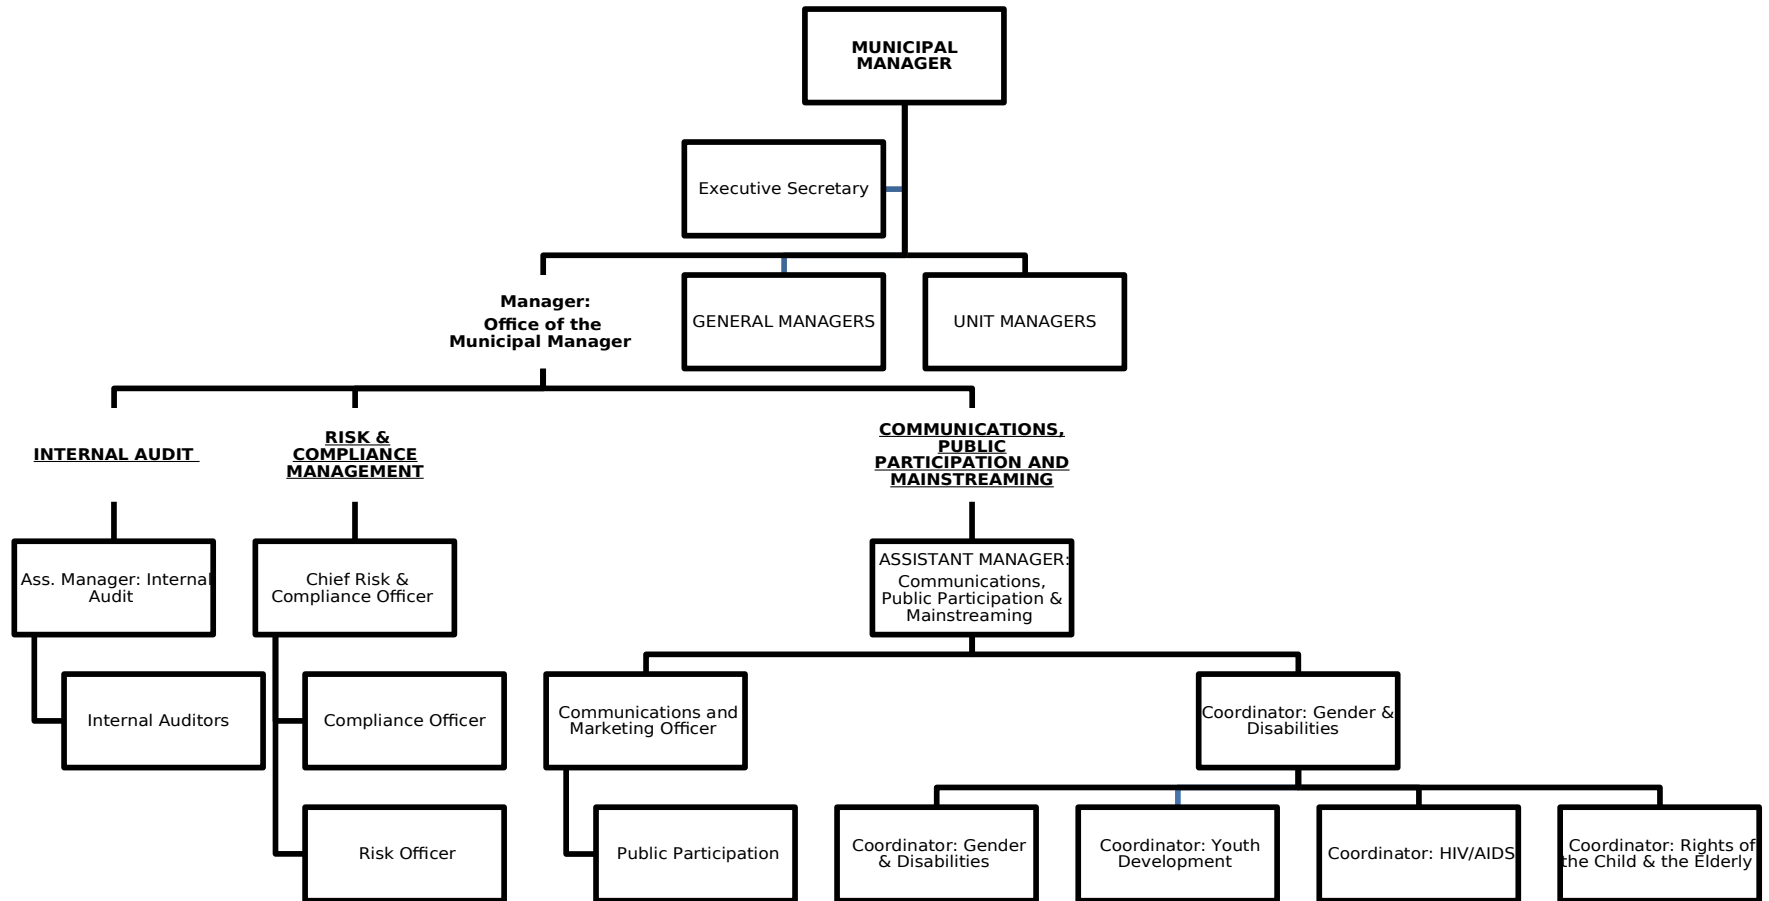 MUNICIPAL
MANAGER
Executive Secretary
Manager:
Office of the
Municipal Manager
GENERAL MANAGERS
UNIT MANAGERS
INTERNAL AUDIT
RISK &
COMPLIANCE
MANAGEMENT
COMMUNICATIONS,
PUBLIC
PARTICIPATION AND
MAINSTREAMING
Ass. Manager: Internal
Audit
Chief Risk &
Compliance Officer
ASSISTANT MANAGER:
Communications,
Public Participation &
Mainstreaming
Internal Auditors
Compliance Officer
Communications and
Marketing Officer
Coordinator: Gender &
Disabilities
Risk Officer
Public Participation
Coordinator: Gender
& Disabilities
Coordinator: Youth
Development
Coordinator: HIV/AIDS
Coordinator: Rights of
the Child & the Elderly